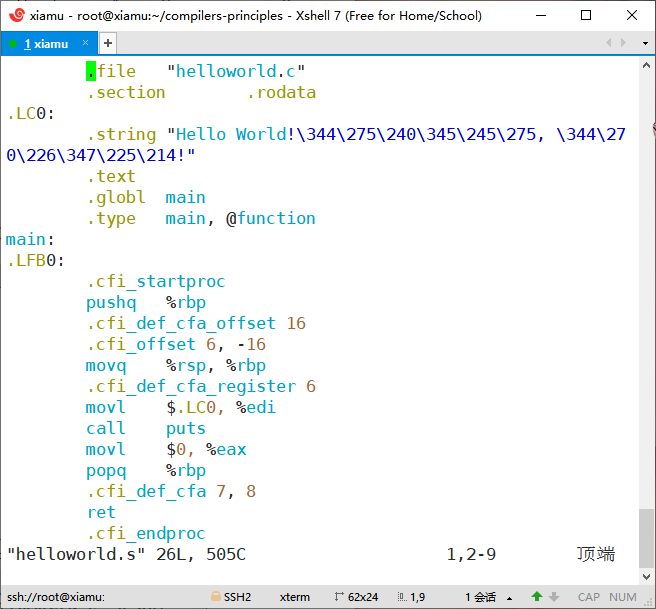 xiamu - root@xiamu:~/compilers-principles - Xshell 7 (Free for Home/School)
1 xiamu × +
.file "helloworld.c"
.section .rodata
.LC0:
.string "Hello World!\344\275\240\345\245\275, \344\27
0\226\347\225\214!"
.text
.globl main
.type main, @function
main:
.LFB0:
.cfi_startproc
pushq %rbp
.cfi_def_cfa_offset 16
.cfi_offset 6, -16
movq %rsp, %rbp
.cfi_def_cfa_register 6
movl $.LC0, %edi
call puts
movl $0, %eax
popq %rbp
.cfi_def_cfa 7, 8
ret
.cfi_endproc
"helloworld.s" 26L, 505C 1,2-9 顶端
ssh://root@xiamu: SSH2 xterm 62x24 1,9 1 会话 CAP NUM